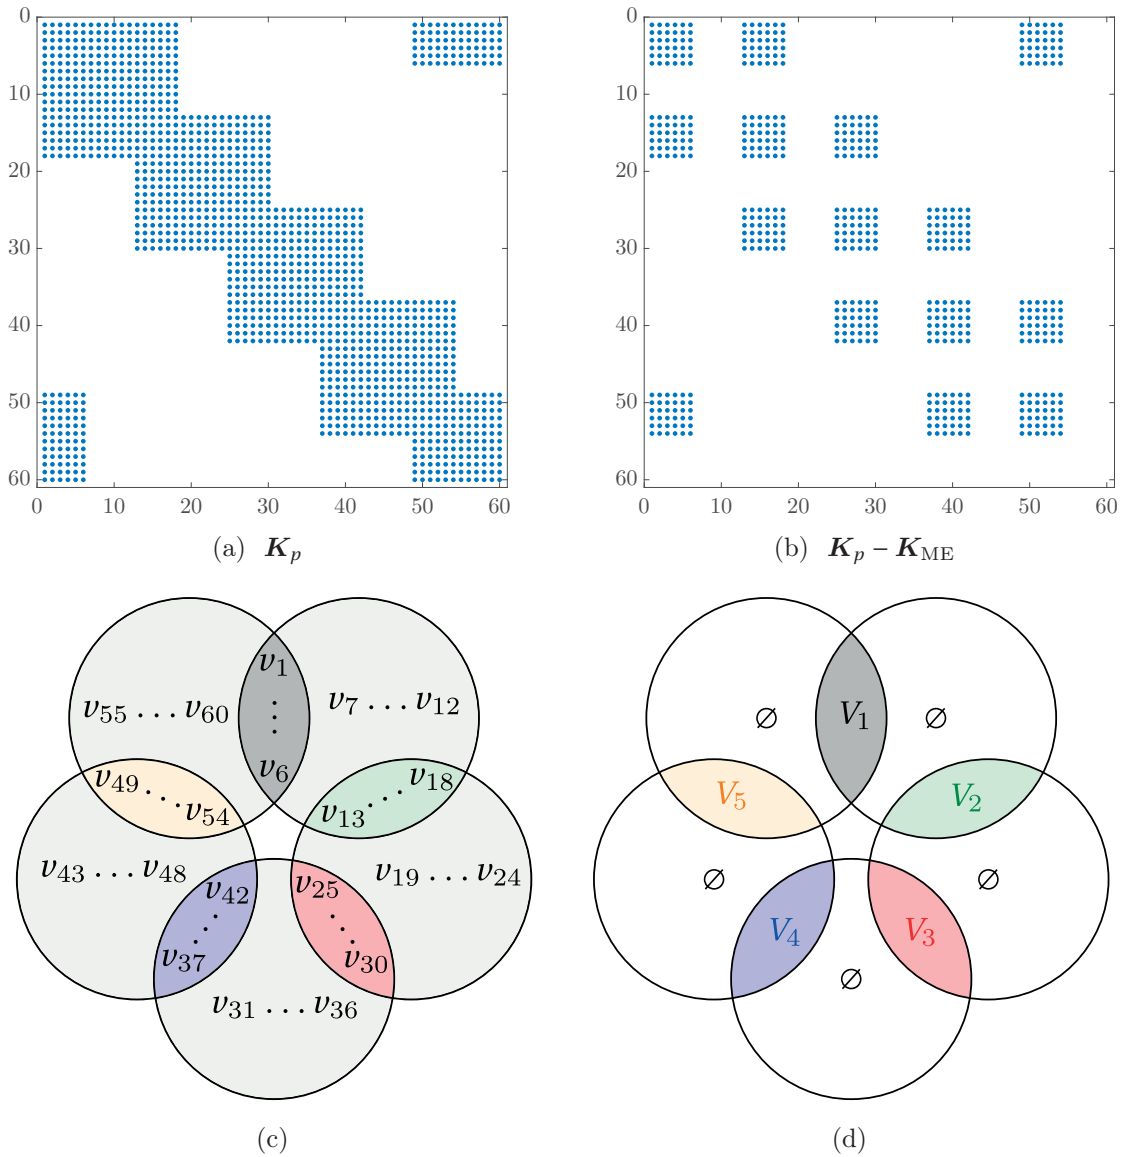 0
10
20
30
40
50
60
0 10 20 30 40 50 60
(a) K_p
0
10
20
30
40
50
60
0 10 20 30 40 50 60
(b) K_p − K_ME
v_1
⋮
v_6
v_55 … v_60
v_7 … v_12
v_49 ⋱ v_54
v_18 ⋰ v_13
v_43 … v_48
v_42 ⋰ v_37
v_25 ⋱ v_30
v_19 … v_24
v_31 … v_36
(c)
∅ V_1 ∅
V_5 V_2
∅ ∅
V_4 V_3
∅
(d)